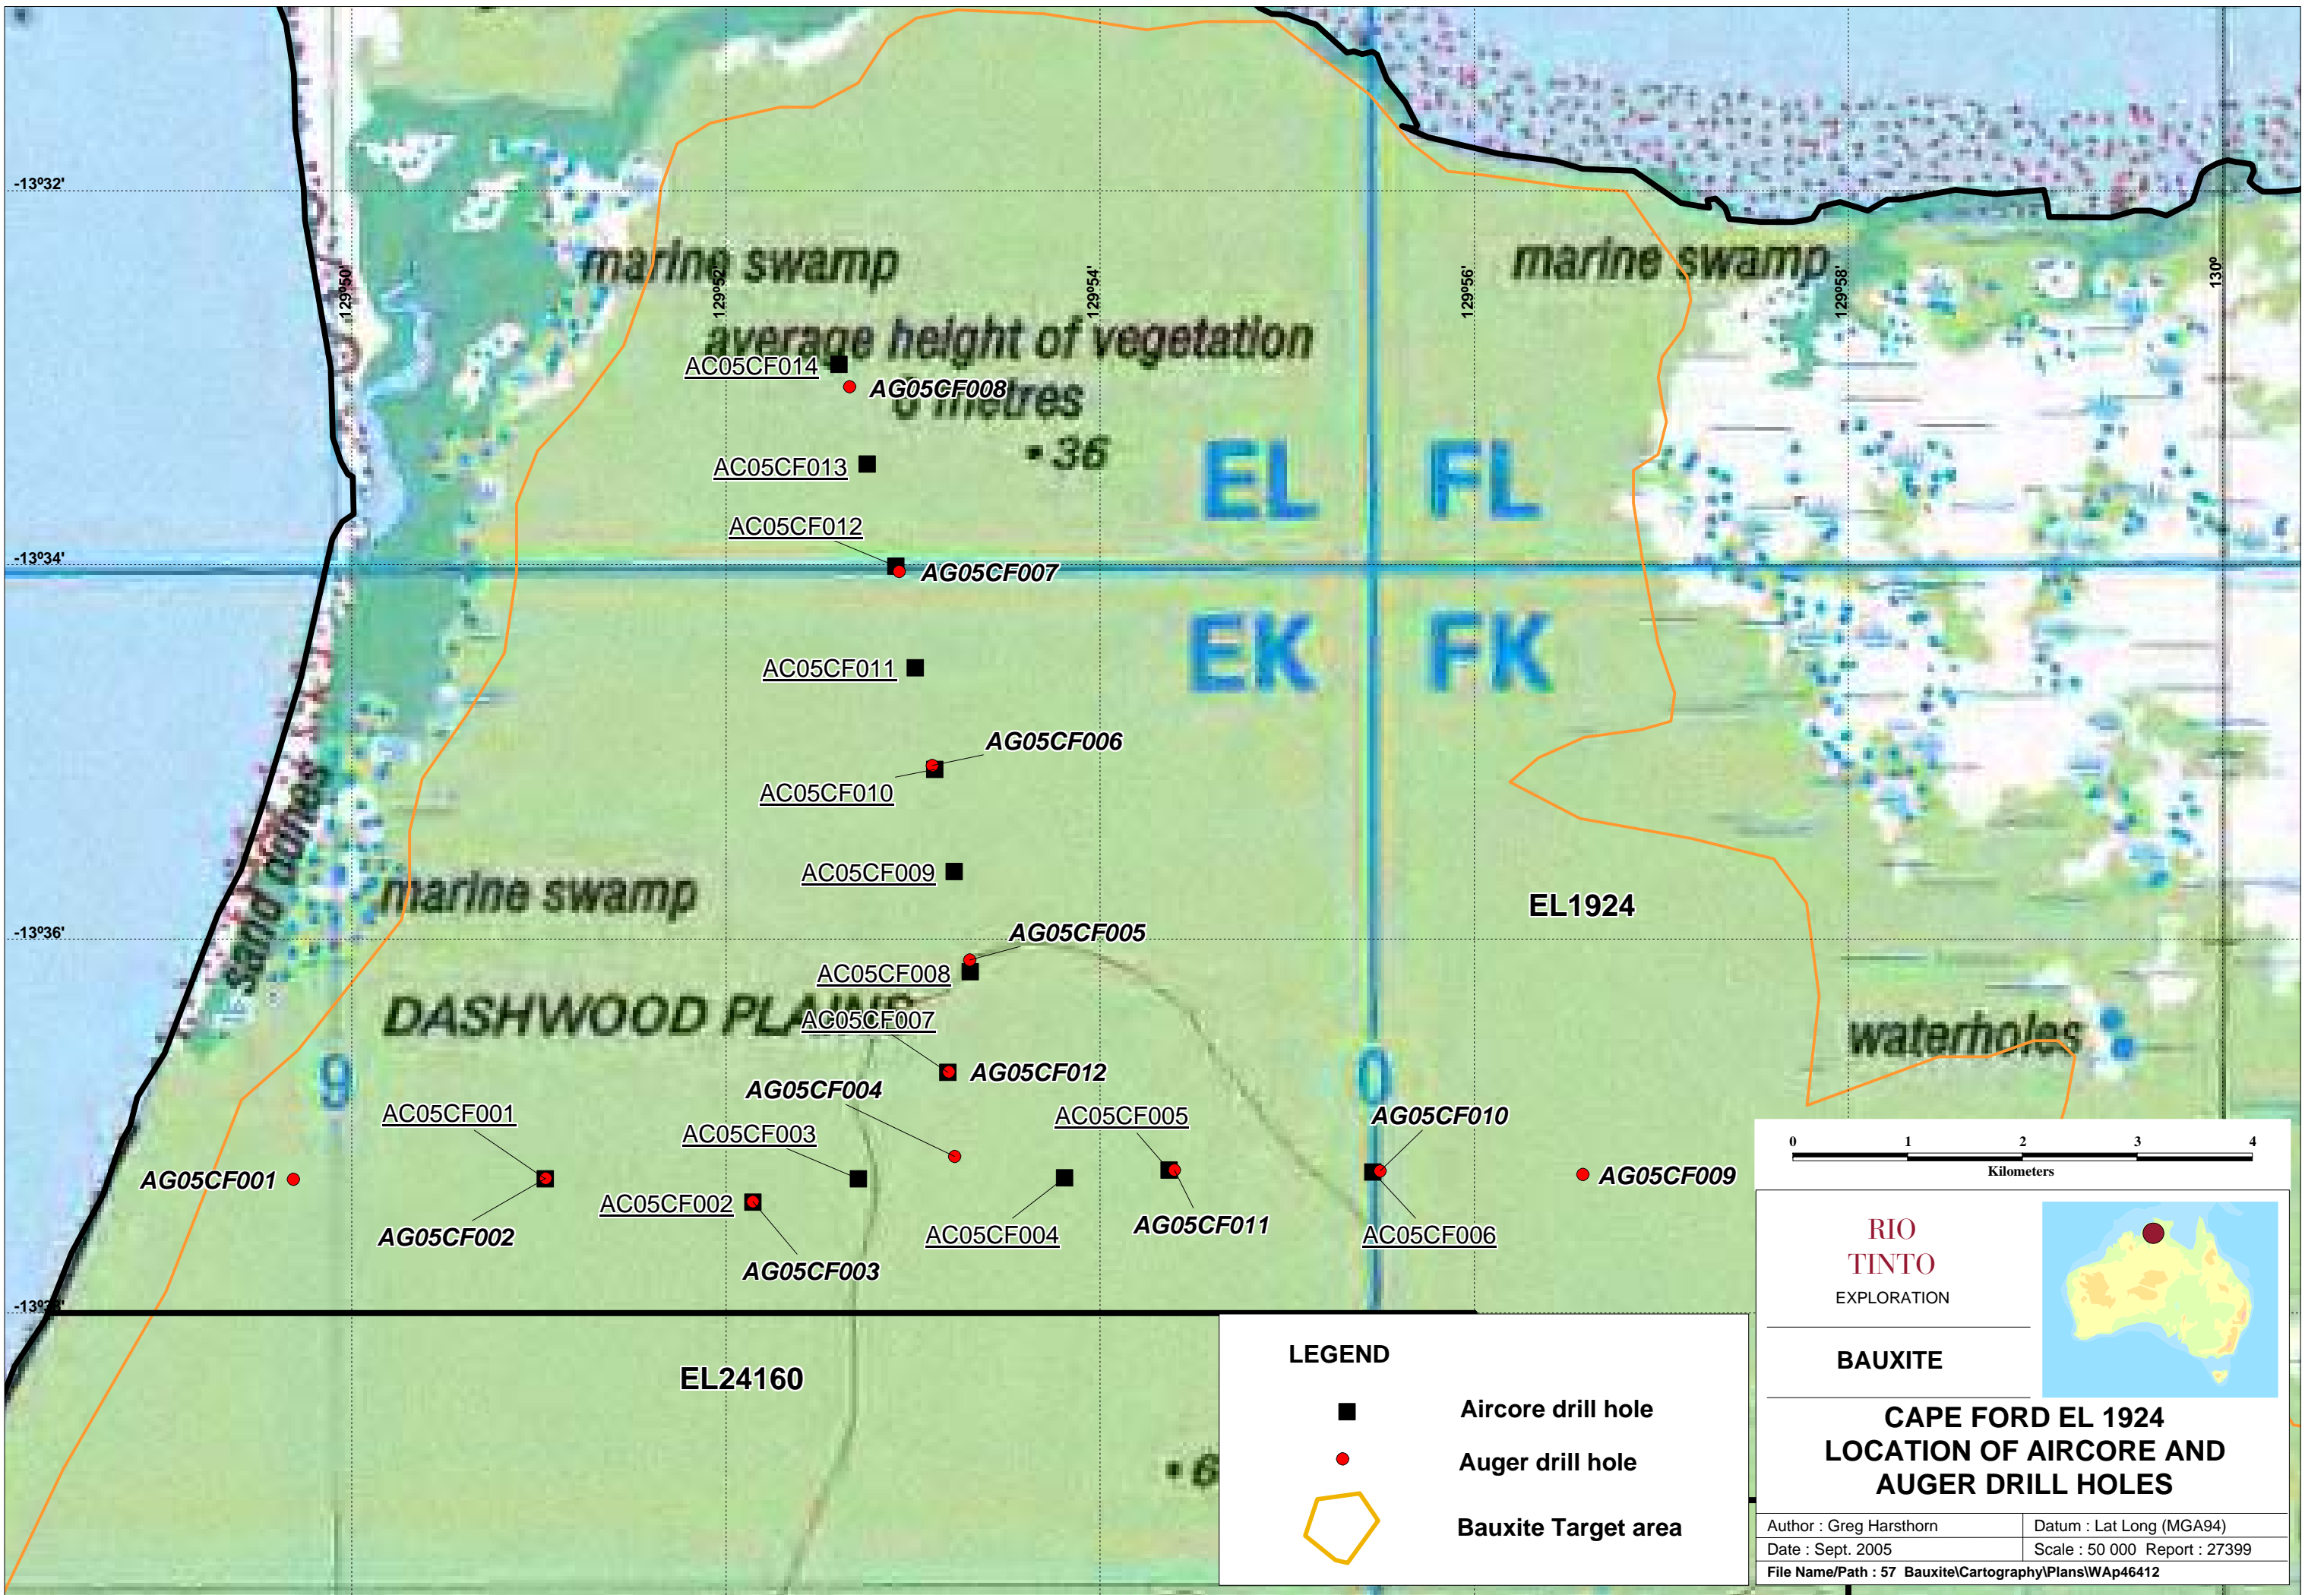 -13º32'
marine swamp
marine swamp
129º50'
129º52'
129º54'
129º56'
129º58'
130º
average height of vegetation
AC05CF014
AG05CF008
metres
36
AC05CF013
EL FL
AC05CF012
-13º34'
AG05CF007
EK FK
AC05CF011
AG05CF006
AC05CF010
sand dunes
AC05CF009
marine swamp
EL1924
-13º36'
AG05CF005
AC05CF008
DASHWOOD PLAINS
AC05CF007
waterholes
9
0
AG05CF012
AG05CF004
AC05CF001
AC05CF003
AC05CF005
AG05CF010
AG05CF001
AG05CF009
AC05CF002
AG05CF002
AC05CF004
AG05CF011
AC05CF006
AG05CF003
-13º38'
EL24160
6
0 1 2 3 4
Kilometers
RIO
TINTO
EXPLORATION
BAUXITE
LEGEND
Aircore drill hole
Auger drill hole
Bauxite Target area
CAPE FORD EL 1924
LOCATION OF AIRCORE AND
AUGER DRILL HOLES
Author : Greg Harsthorn
Datum : Lat Long (MGA94)
Date : Sept. 2005
Scale : 50 000 Report : 27399
File Name/Path : 57 Bauxite\Cartography\Plans\WAp46412